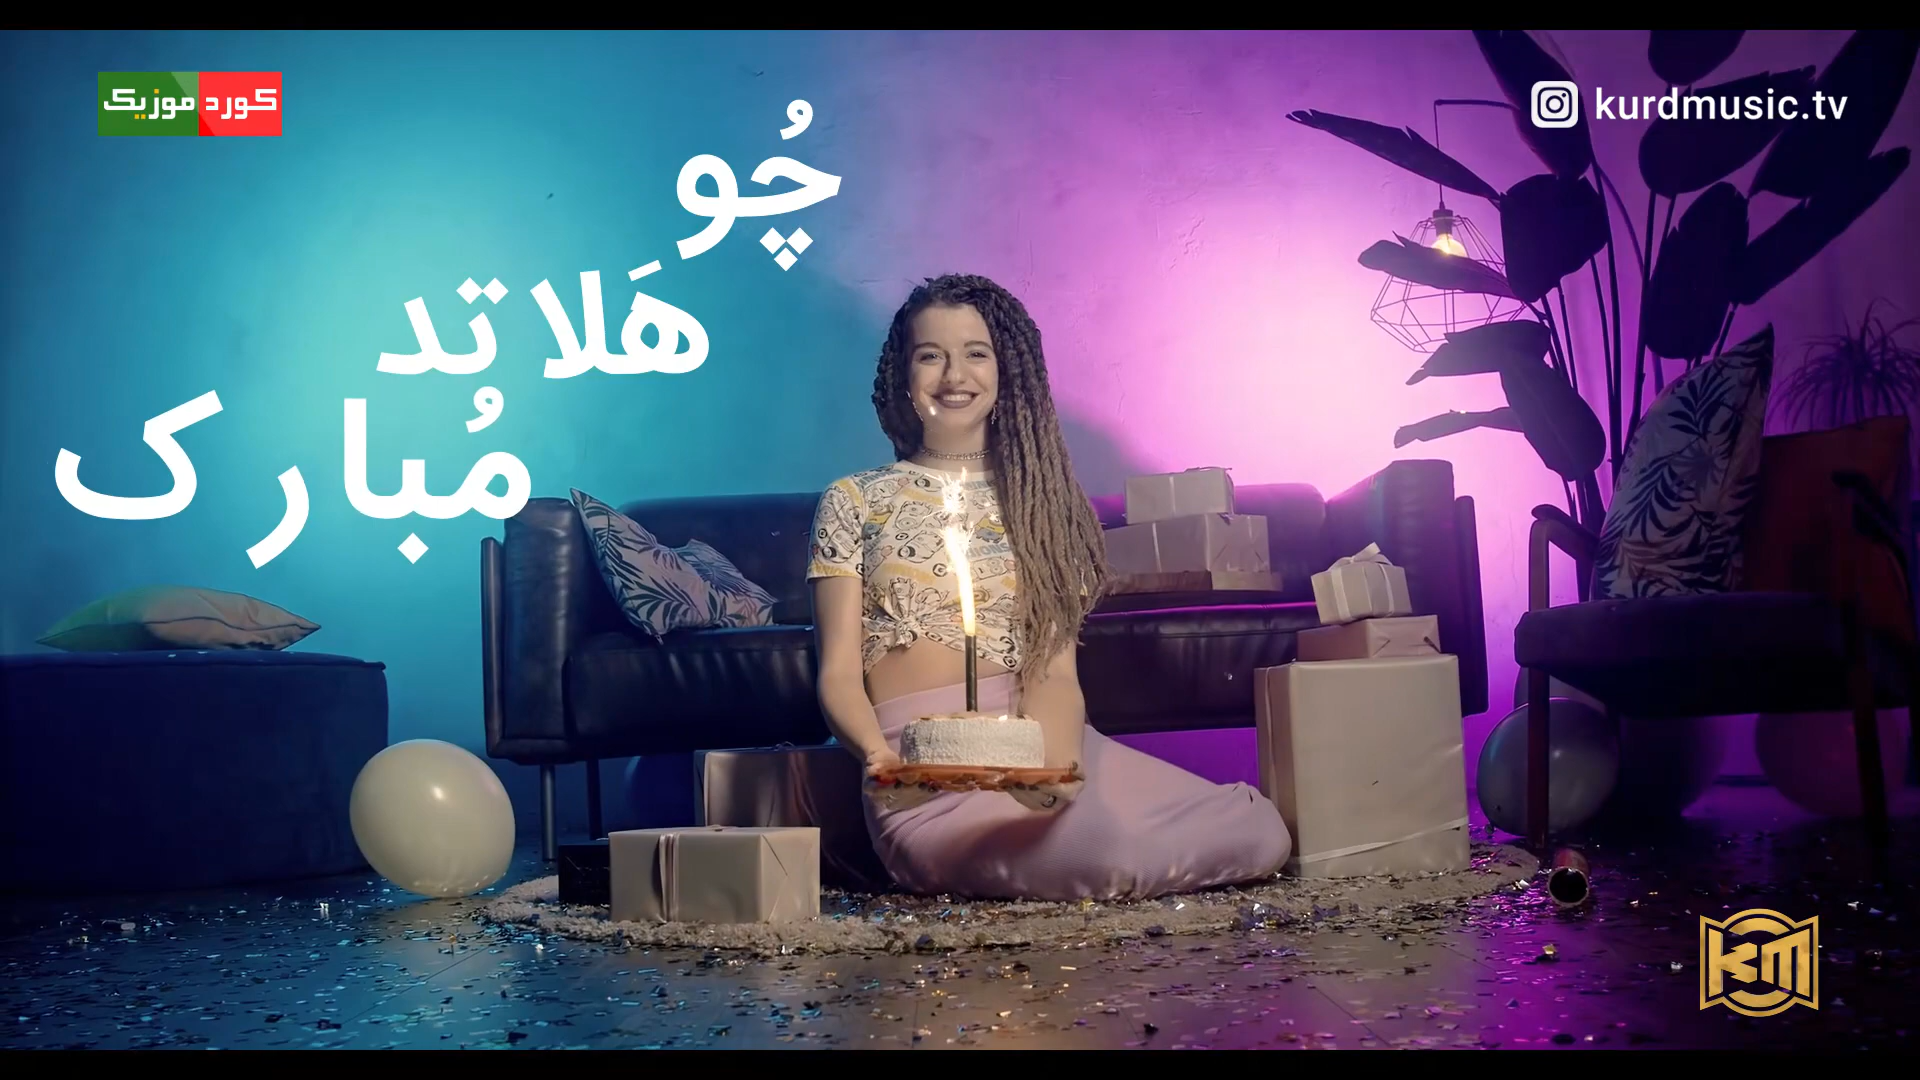 کورد موزیک
kurdmusic.tv
چُو
هَلاتد
مُبارک
KM